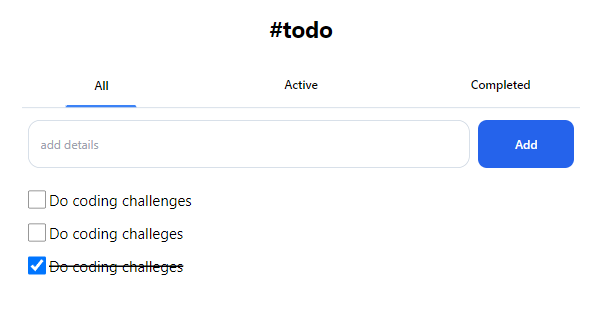 #todo
All Active Completed
add details Add
Do coding challenges
Do coding challeges
Do coding challeges